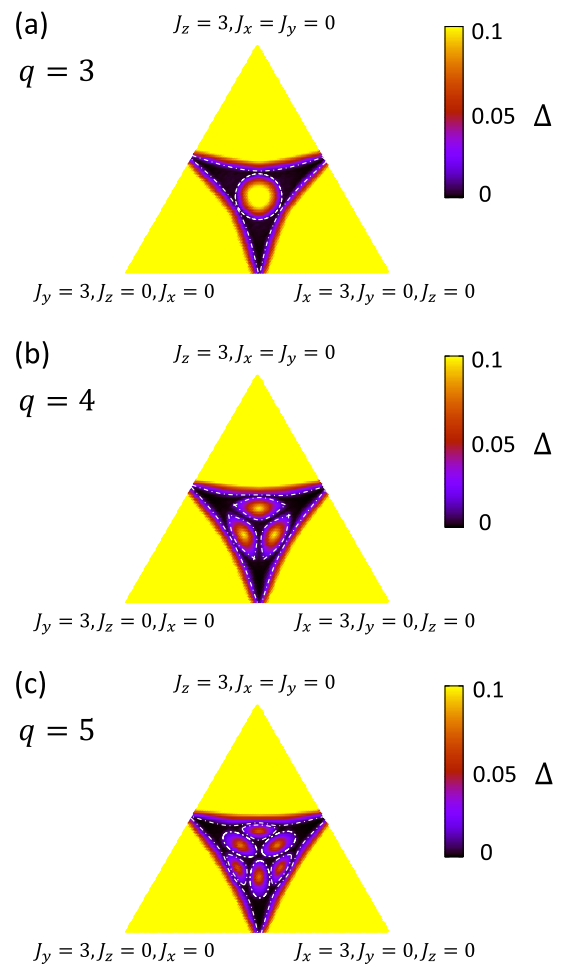 (a)
J_z = 3, J_x = J_y = 0
q = 3
0.1
0.05
Δ
0
J_y = 3, J_z = 0, J_x = 0
J_x = 3, J_y = 0, J_z = 0
(b)
J_z = 3, J_x = J_y = 0
q = 4
0.1
0.05
Δ
0
J_y = 3, J_z = 0, J_x = 0
J_x = 3, J_y = 0, J_z = 0
(c)
J_z = 3, J_x = J_y = 0
q = 5
0.1
0.05
Δ
0
J_y = 3, J_z = 0, J_x = 0
J_x = 3, J_y = 0, J_z = 0